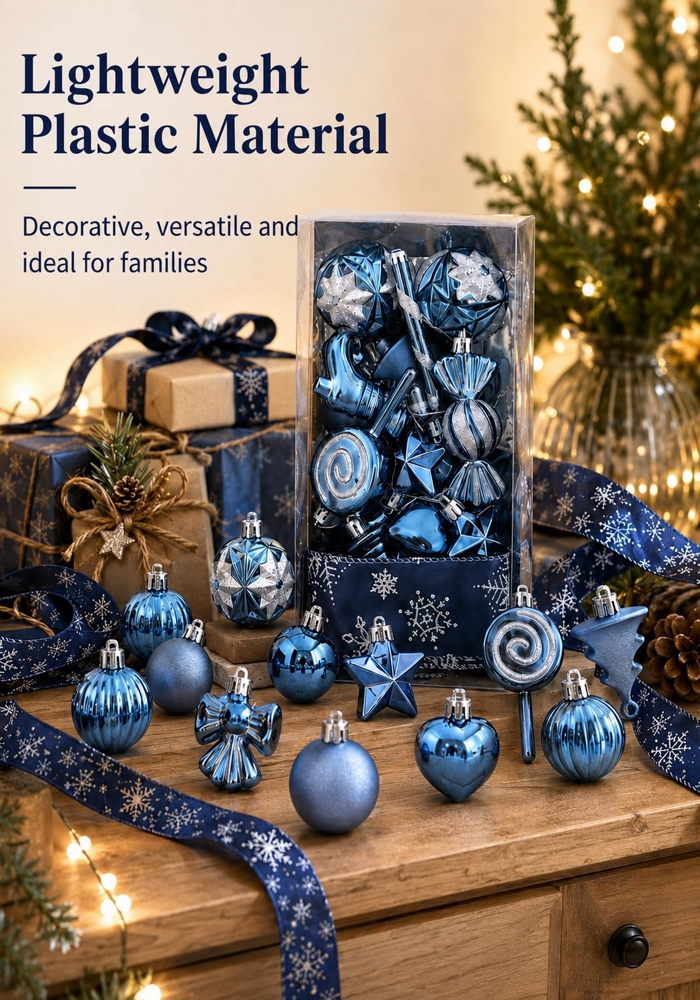 Lightweight
Plastic Material
Decorative, versatile and
ideal for families